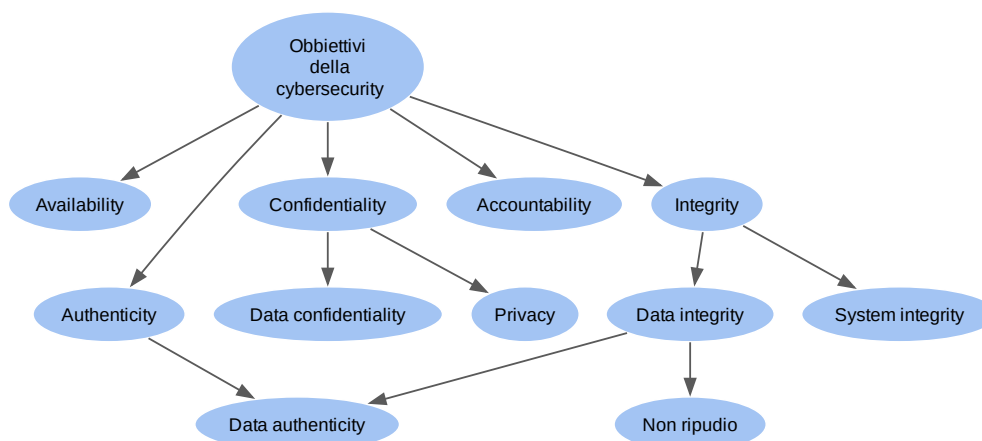 Obbiettivi
della
cybersecurity
Availability
Confidentiality
Accountability
Integrity
Authenticity
Data confidentiality
Privacy
Data integrity
System integrity
Data authenticity
Non ripudio